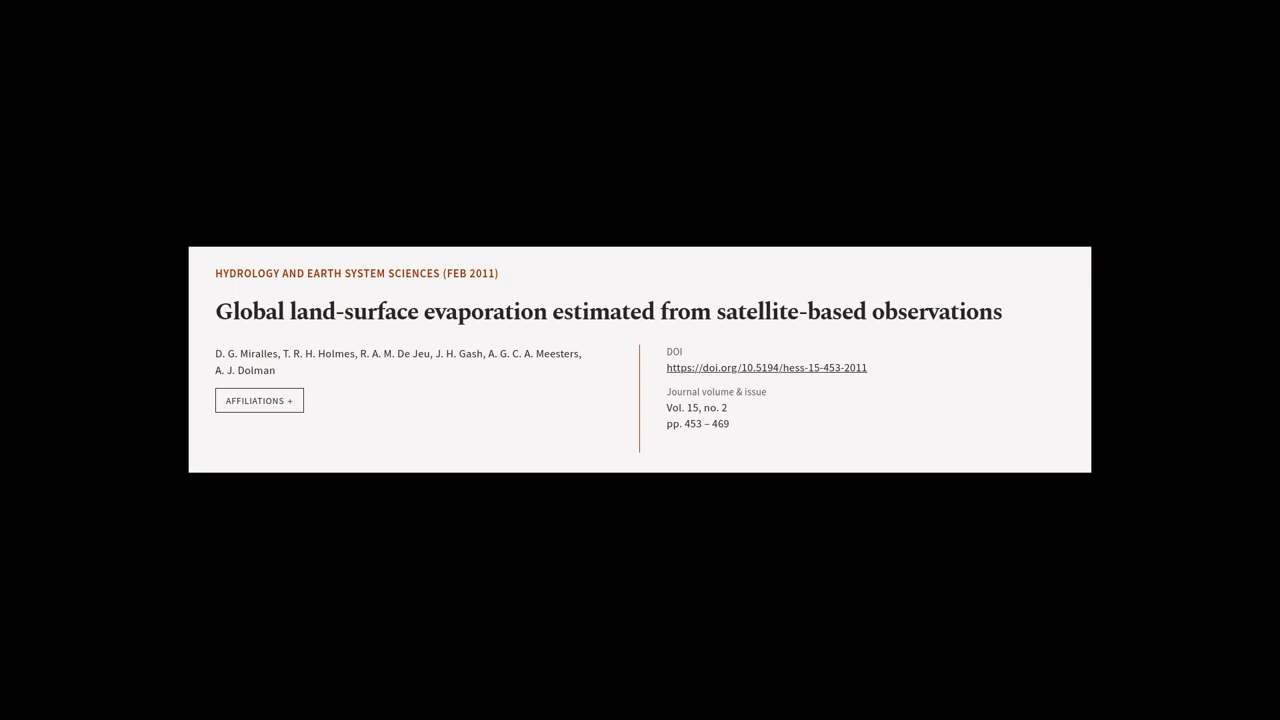 HYDROLOGY AND EARTH SYSTEM SCIENCES (FEB 2011)
Global land-surface evaporation estimated from satellite-based observations
D. G. Miralles, T. R. H. Holmes, R. A. M. De Jeu, J. H. Gash, A. G. C. A. Meesters,
A. J. Dolman
AFFILIATIONS +
DOI
https://doi.org/10.5194/hess-15-453-2011
Journal volume & issue
Vol. 15, no. 2
pp. 453 – 469